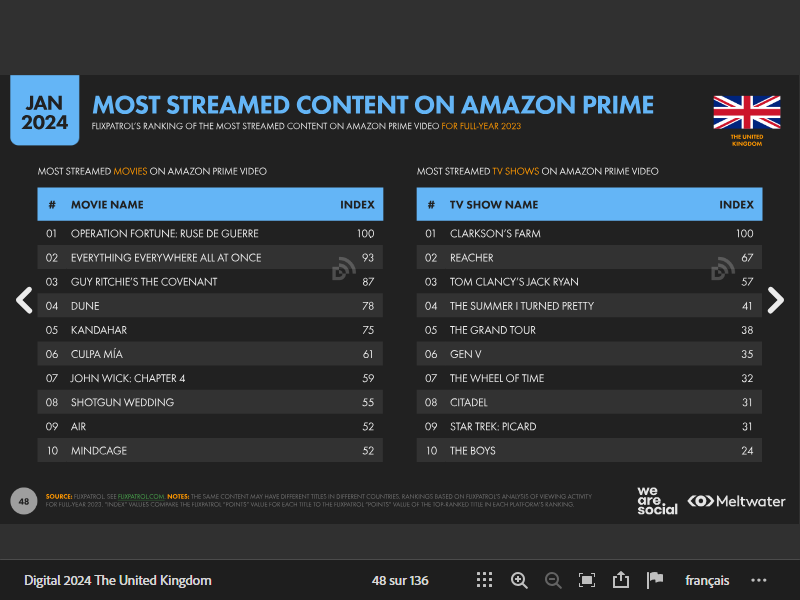 JAN
2024
MOST STREAMED CONTENT ON AMAZON PRIME
FLIXPATROL'S RANKING OF THE MOST STREAMED CONTENT ON AMAZON PRIME VIDEO FOR FULL-YEAR 2023
THE UNITED
KINGDOM
MOST STREAMED MOVIES ON AMAZON PRIME VIDEO
# MOVIE NAME INDEX
01 OPERATION FORTUNE: RUSE DE GUERRE 100
02 EVERYTHING EVERYWHERE ALL AT ONCE 93
03 GUY RITCHIE'S THE COVENANT 87
04 DUNE 78
05 KANDAHAR 75
06 CULPA MÍA 61
07 JOHN WICK: CHAPTER 4 59
08 SHOTGUN WEDDING 55
09 AIR 52
10 MINDCAGE 52
MOST STREAMED TV SHOWS ON AMAZON PRIME VIDEO
# TV SHOW NAME INDEX
01 CLARKSON'S FARM 100
02 REACHER 67
03 TOM CLANCY'S JACK RYAN 57
04 THE SUMMER I TURNED PRETTY 41
05 THE GRAND TOUR 38
06 GEN V 35
07 THE WHEEL OF TIME 32
08 CITADEL 31
09 STAR TREK: PICARD 31
10 THE BOYS 24
48
SOURCE: FLIXPATROL. SEE FLIXPATROL.COM. NOTES: THE SAME CONTENT MAY HAVE DIFFERENT TITLES IN DIFFERENT COUNTRIES. RANKINGS BASED ON FLIXPATROL'S ANALYSIS OF VIEWING ACTIVITY
FOR FULL-YEAR 2023. "INDEX" VALUES COMPARE THE FLIXPATROL "POINTS" VALUE FOR EACH TITLE TO THE FLIXPATROL "POINTS" VALUE OF THE TOP-RANKED TITLE IN EACH PLATFORM'S RANKING.
we
are
social
Meltwater
Digital 2024 The United Kingdom
48 sur 136
français